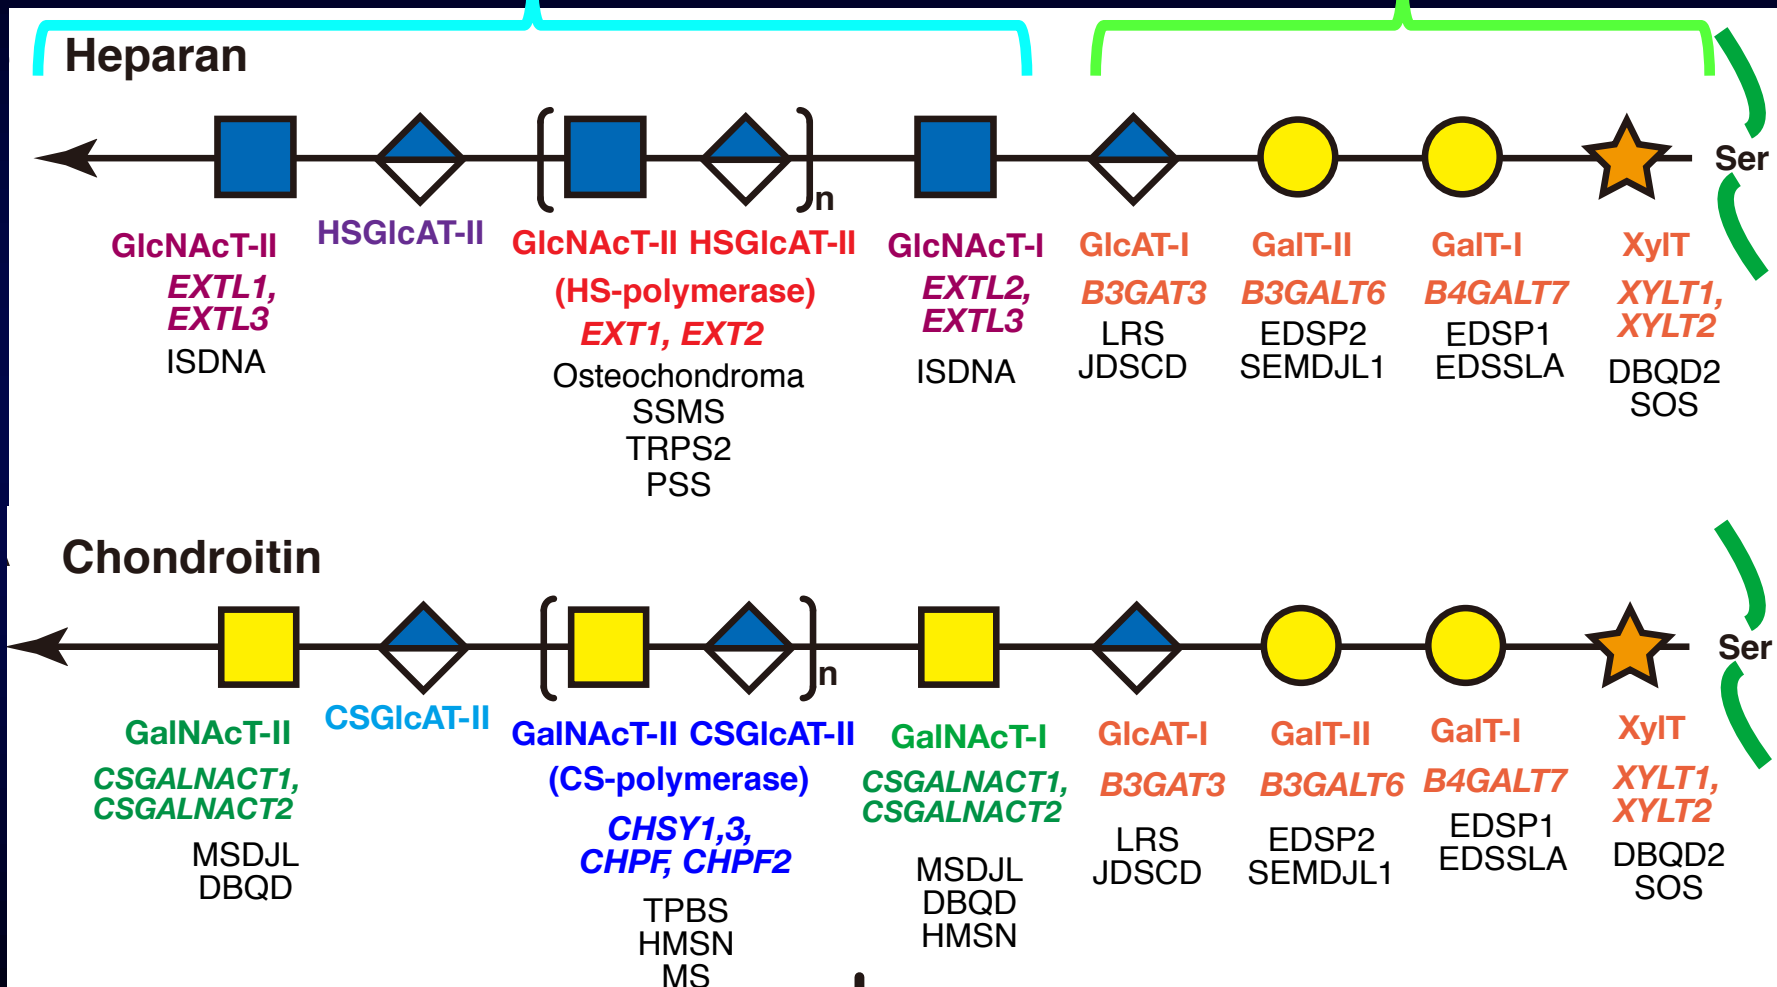 Heparan
n
Ser
GlcNAcT-II
HSGlcAT-II
GlcNAcT-II HSGlcAT-II
GlcNAcT-I
GlcAT-I
GalT-II
GalT-I
XylT
EXTL1,
EXTL3
(HS-polymerase)
EXT1, EXT2
EXTL2,
EXTL3
B3GAT3
B3GALT6
B4GALT7
XYLT1,
XYLT2
ISDNA
Osteochondroma
SSMS
TRPS2
PSS
ISDNA
LRS
JDSCD
EDSP2
SEMDJL1
EDSP1
EDSSLA
DBQD2
SOS
Chondroitin
n
Ser
GalNAcT-II
CSGlcAT-II
GalNAcT-II CSGlcAT-II
GalNAcT-I
GlcAT-I
GalT-II
GalT-I
XylT
CSGALNACT1,
CSGALNACT2
(CS-polymerase)
CHSY1,3,
CHPF, CHPF2
CSGALNACT1,
CSGALNACT2
B3GAT3
B3GALT6
B4GALT7
XYLT1,
XYLT2
MSDJL
DBQD
TPBS
HMSN
MS
MSDJL
DBQD
HMSN
LRS
JDSCD
EDSP2
SEMDJL1
EDSP1
EDSSLA
DBQD2
SOS